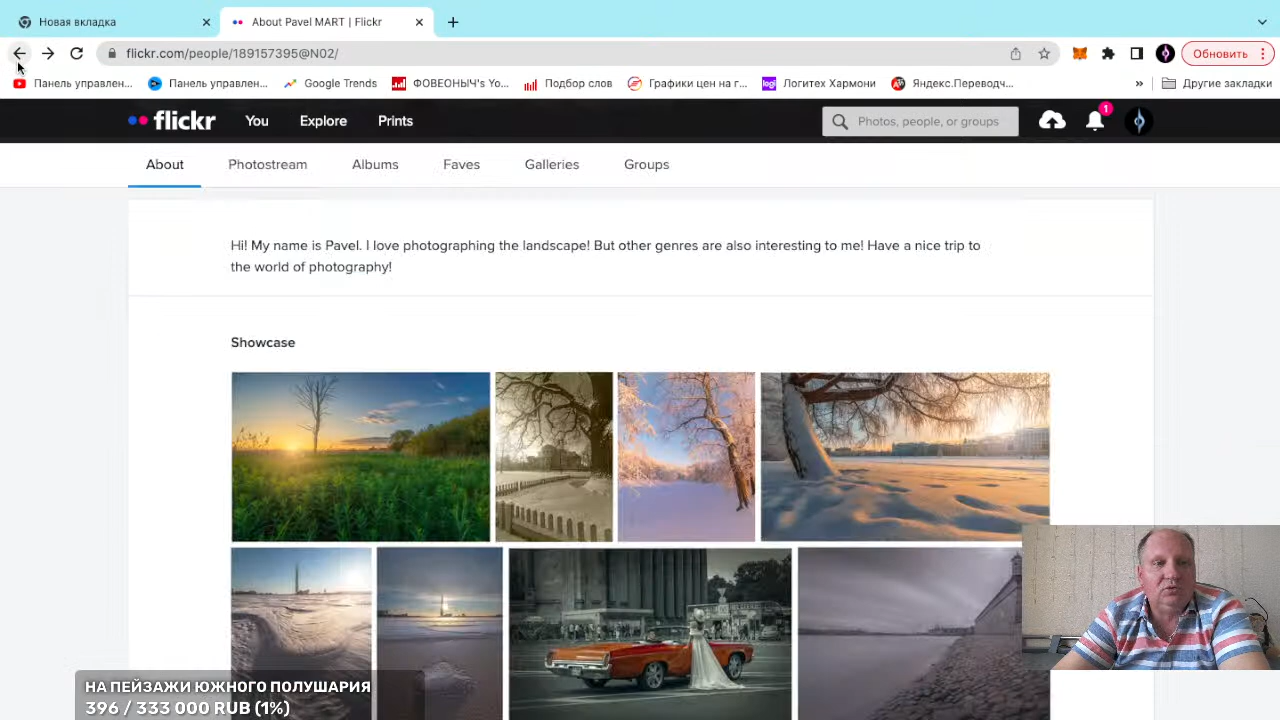 Новая вкладка
About Pavel MART | Flickr
flickr.com/people/189157395@N02/
Обновить
Панель управлен...
Панель управлен...
Google Trends
ФОВЕОНЫЧ's Yo...
Подбор слов
Графики цен на г...
Логитех Хармони
Яндекс.Переводч...
»
Другие закладки
flickr
You
Explore
Prints
Photos, people, or groups
1
About
Photostream
Albums
Faves
Galleries
Groups
Hi! My name is Pavel. I love photographing the landscape! But other genres are also interesting to me! Have a nice trip to
the world of photography!
Showcase
НА ПЕЙЗАЖИ ЮЖНОГО ПОЛУШАРИЯ
396 / 333 000 RUB (1%)